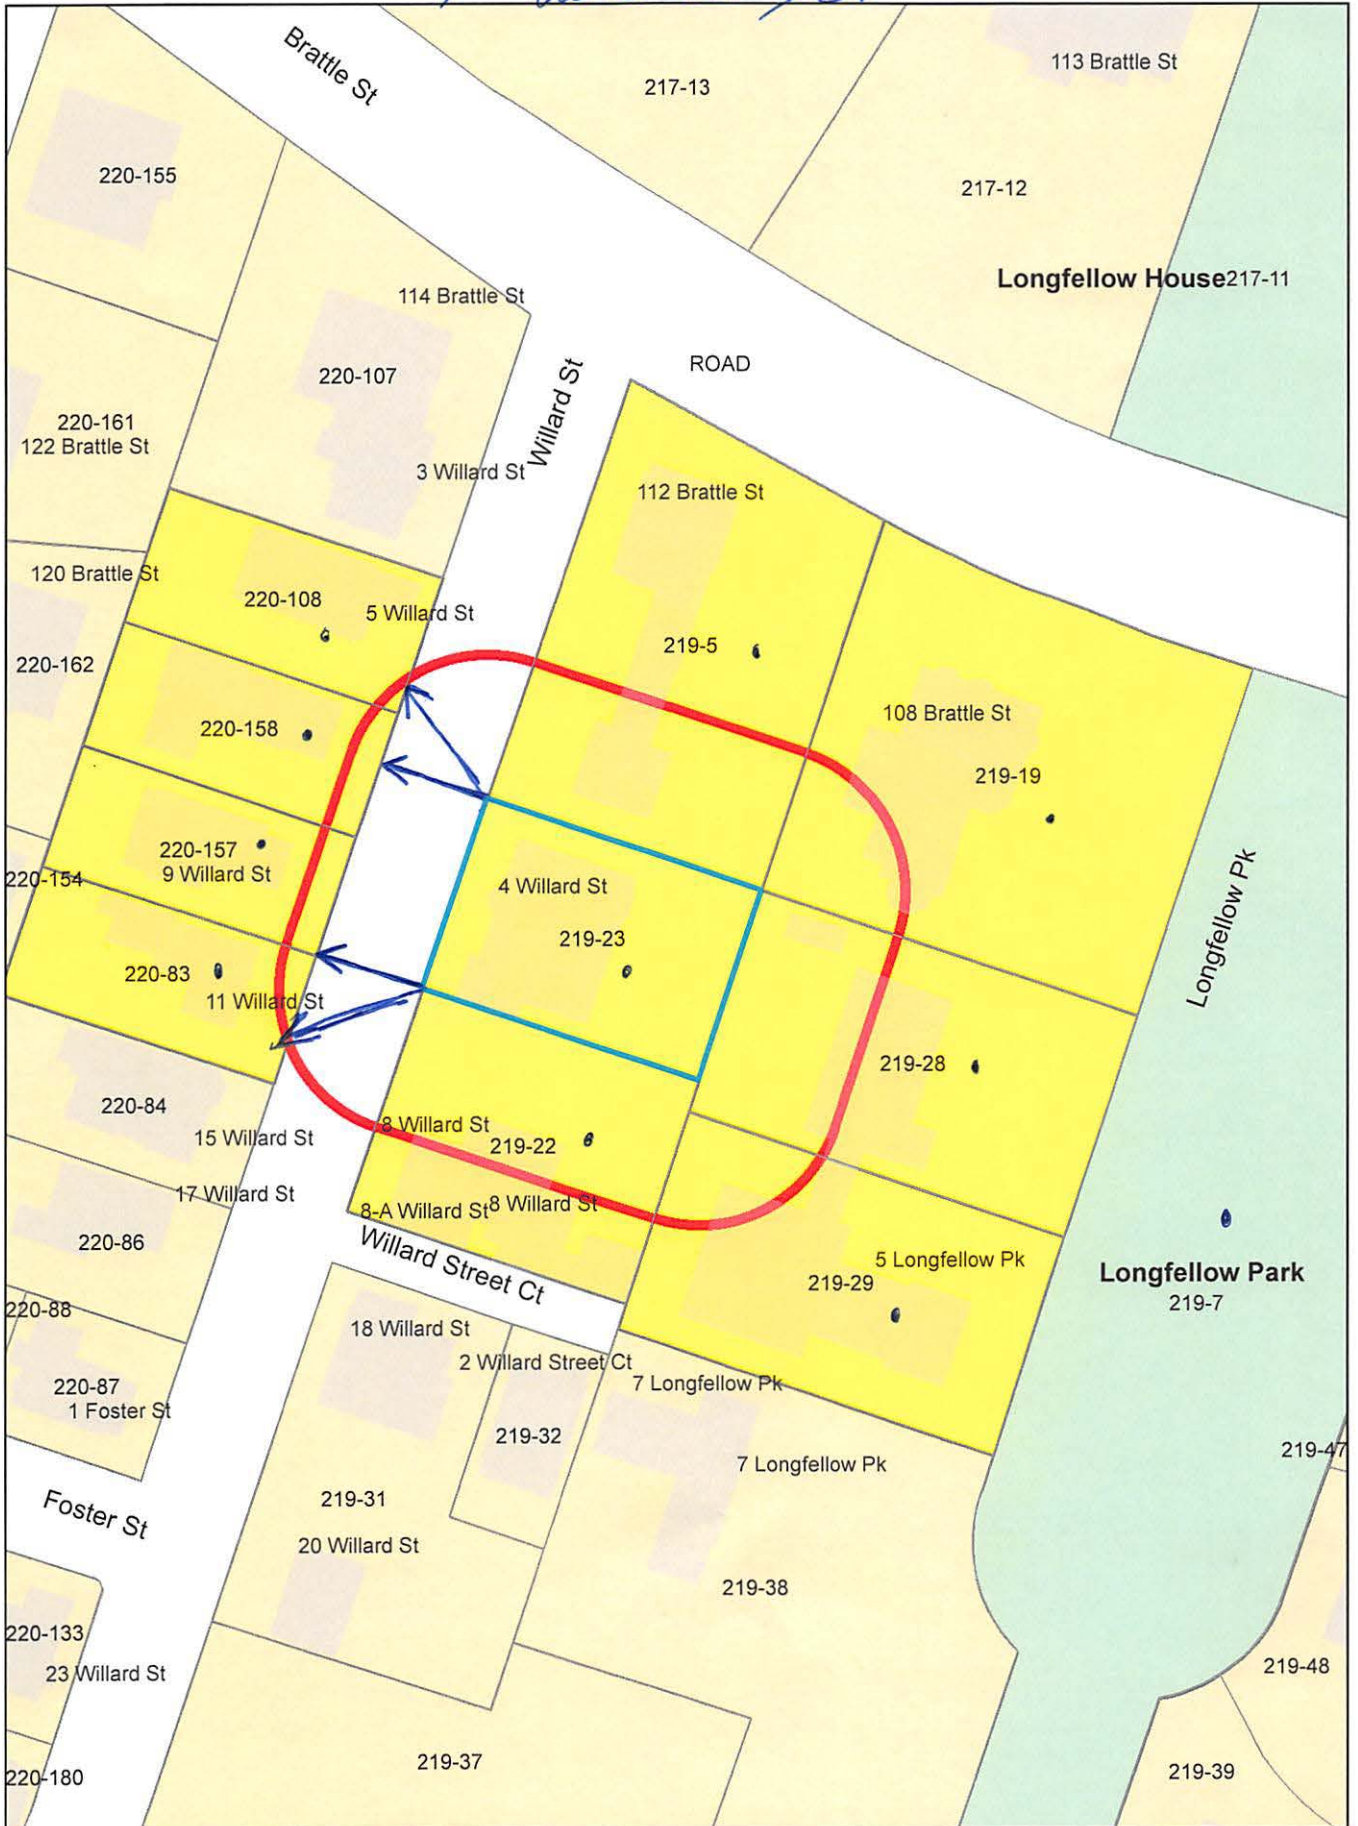 Brattle St
113 Brattle St
217-13
220-155
217-12
Longfellow House 217-11
114 Brattle St
ROAD
220-107
Willard St
220-161
122 Brattle St
3 Willard St
112 Brattle St
120 Brattle St
220-108
5 Willard St
219-5
220-162
220-158
108 Brattle St
219-19
220-157
9 Willard St
220-154
4 Willard St
219-23
Longfellow Pk
220-83
11 Willard St
219-28
220-84
15 Willard St
8 Willard St
219-22
17 Willard St
8-A Willard St
8 Willard St
220-86
Willard Street Ct
5 Longfellow Pk
219-29
Longfellow Park
219-7
220-88
18 Willard St
2 Willard Street Ct
7 Longfellow Pk
220-87
1 Foster St
219-32
219-47
7 Longfellow Pk
219-31
Foster St
20 Willard St
219-38
220-133
23 Willard St
219-48
219-37
219-39
220-180